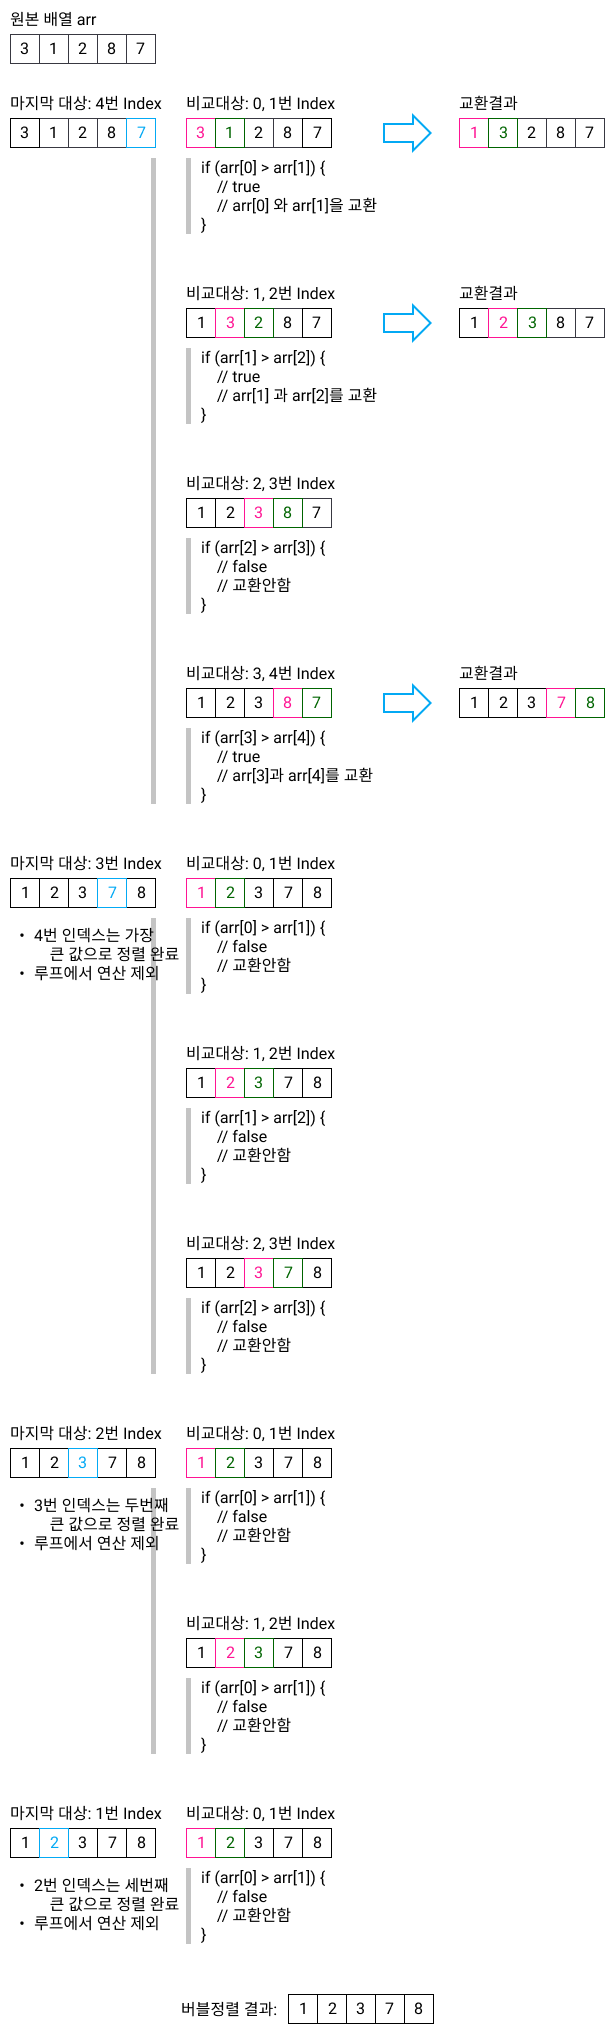 원본 배열 arr
3 1 2 8 7
마지막 대상: 4번 Index
3 1 2 8 7
비교대상: 0, 1번 Index
3 1 2 8 7
교환결과
1 3 2 8 7
if (arr[0] > arr[1]) {
// true
// arr[0] 와 arr[1]을 교환
}
비교대상: 1, 2번 Index
1 3 2 8 7
교환결과
1 2 3 8 7
if (arr[1] > arr[2]) {
// true
// arr[1] 과 arr[2]를 교환
}
비교대상: 2, 3번 Index
1 2 3 8 7
if (arr[2] > arr[3]) {
// false
// 교환안함
}
비교대상: 3, 4번 Index
1 2 3 8 7
교환결과
1 2 3 7 8
if (arr[3] > arr[4]) {
// true
// arr[3]과 arr[4]를 교환
}
마지막 대상: 3번 Index
1 2 3 7 8
• 4번 인덱스는 가장
큰 값으로 정렬 완료
• 루프에서 연산 제외
비교대상: 0, 1번 Index
1 2 3 7 8
if (arr[0] > arr[1]) {
// false
// 교환안함
}
비교대상: 1, 2번 Index
1 2 3 7 8
if (arr[1] > arr[2]) {
// false
// 교환안함
}
비교대상: 2, 3번 Index
1 2 3 7 8
if (arr[2] > arr[3]) {
// false
// 교환안함
}
마지막 대상: 2번 Index
1 2 3 7 8
• 3번 인덱스는 두번째
큰 값으로 정렬 완료
• 루프에서 연산 제외
비교대상: 0, 1번 Index
1 2 3 7 8
if (arr[0] > arr[1]) {
// false
// 교환안함
}
비교대상: 1, 2번 Index
1 2 3 7 8
if (arr[0] > arr[1]) {
// false
// 교환안함
}
마지막 대상: 1번 Index
1 2 3 7 8
• 2번 인덱스는 세번째
큰 값으로 정렬 완료
• 루프에서 연산 제외
비교대상: 0, 1번 Index
1 2 3 7 8
if (arr[0] > arr[1]) {
// false
// 교환안함
}
버블정렬 결과: 1 2 3 7 8